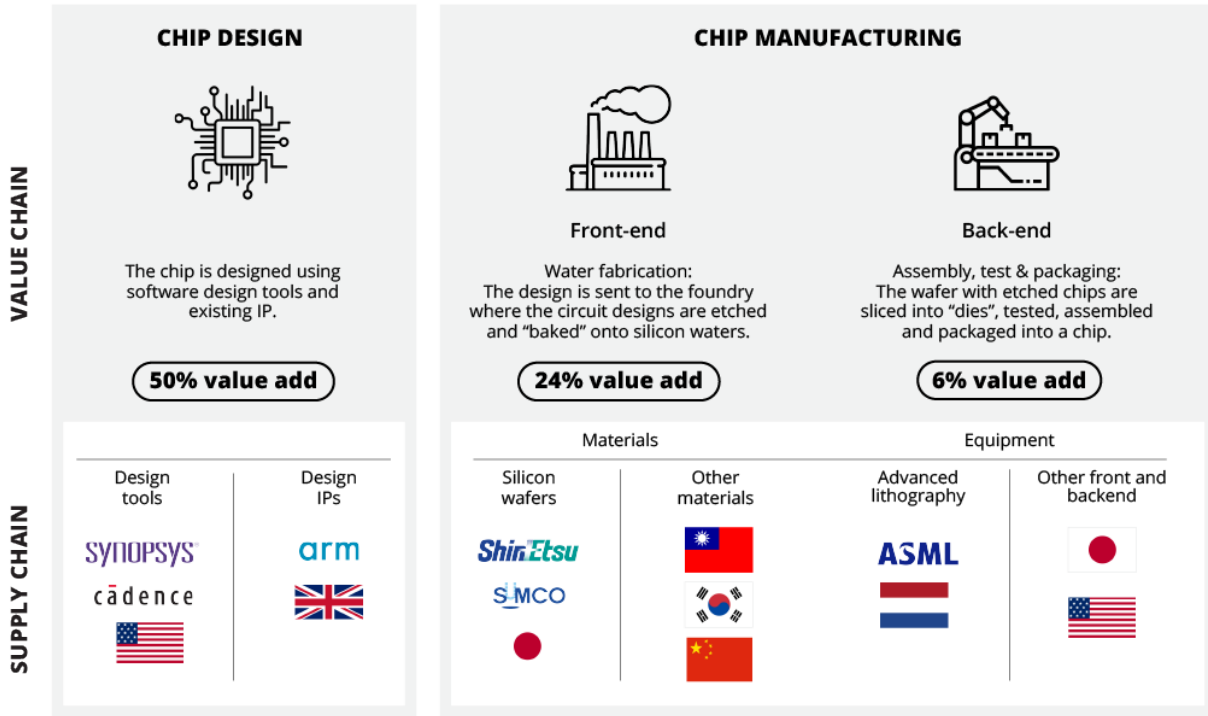 CHIP DESIGN
CHIP MANUFACTURING
VALUE CHAIN
The chip is designed using
software design tools and
existing IP.
50% value add
Front-end
Water fabrication:
The design is sent to the foundry
where the circuit designs are etched
and “baked” onto silicon waters.
24% value add
Back-end
Assembly, test & packaging:
The wafer with etched chips are
sliced into “dies”, tested, assembled
and packaged into a chip.
6% value add
SUPPLY CHAIN
Design
tools
SYNOPSYS
cādence
Design
IPs
arm
Materials
Silicon
wafers
ShinEtsu
SUMCO
Other
materials
Equipment
Advanced
lithography
ASML
Other front and
backend